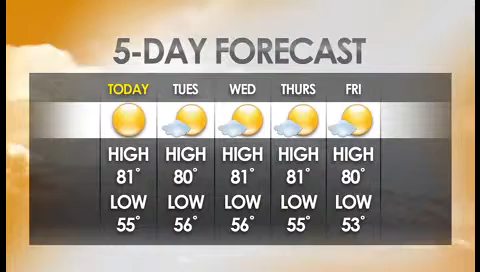 5-DAY FORECAST
TODAY TUES WED THURS FRI
HIGH HIGH HIGH HIGH HIGH
81° 80° 81° 81° 80°
LOW LOW LOW LOW LOW
55° 56° 56° 55° 53°